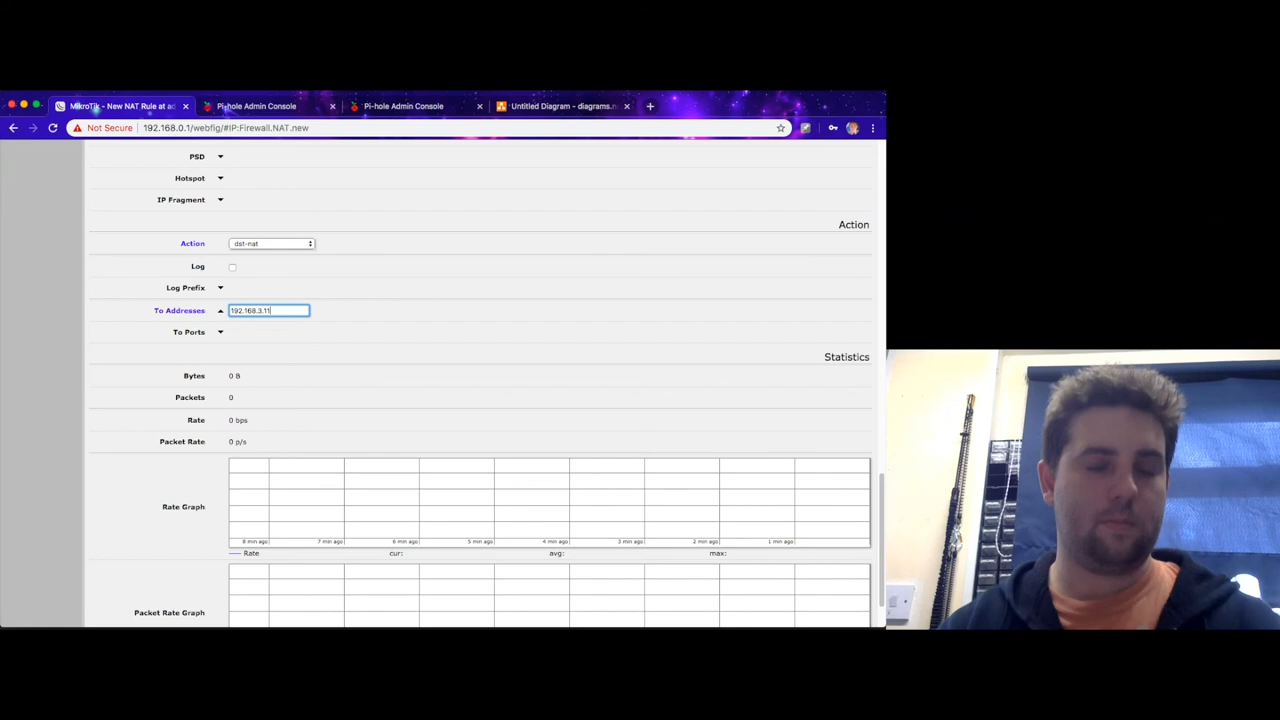 MikroTik - New NAT Rule at ad
Pi-hole Admin Console
Pi-hole Admin Console
Untitled Diagram - diagrams.n
Not Secure
192.168.0.1/webfig/#IP:Firewall.NAT.new
PSD
Hotspot
IP Fragment
Action
Action
dst-nat
Log
Log Prefix
To Addresses
192.168.3.11
To Ports
Statistics
Bytes
0 B
Packets
0
Rate
0 bps
Packet Rate
0 p/s
Rate Graph
8 min ago 7 min ago 6 min ago 5 min ago 4 min ago 3 min ago 2 min ago 1 min ago
Rate cur: avg: max:
Packet Rate Graph